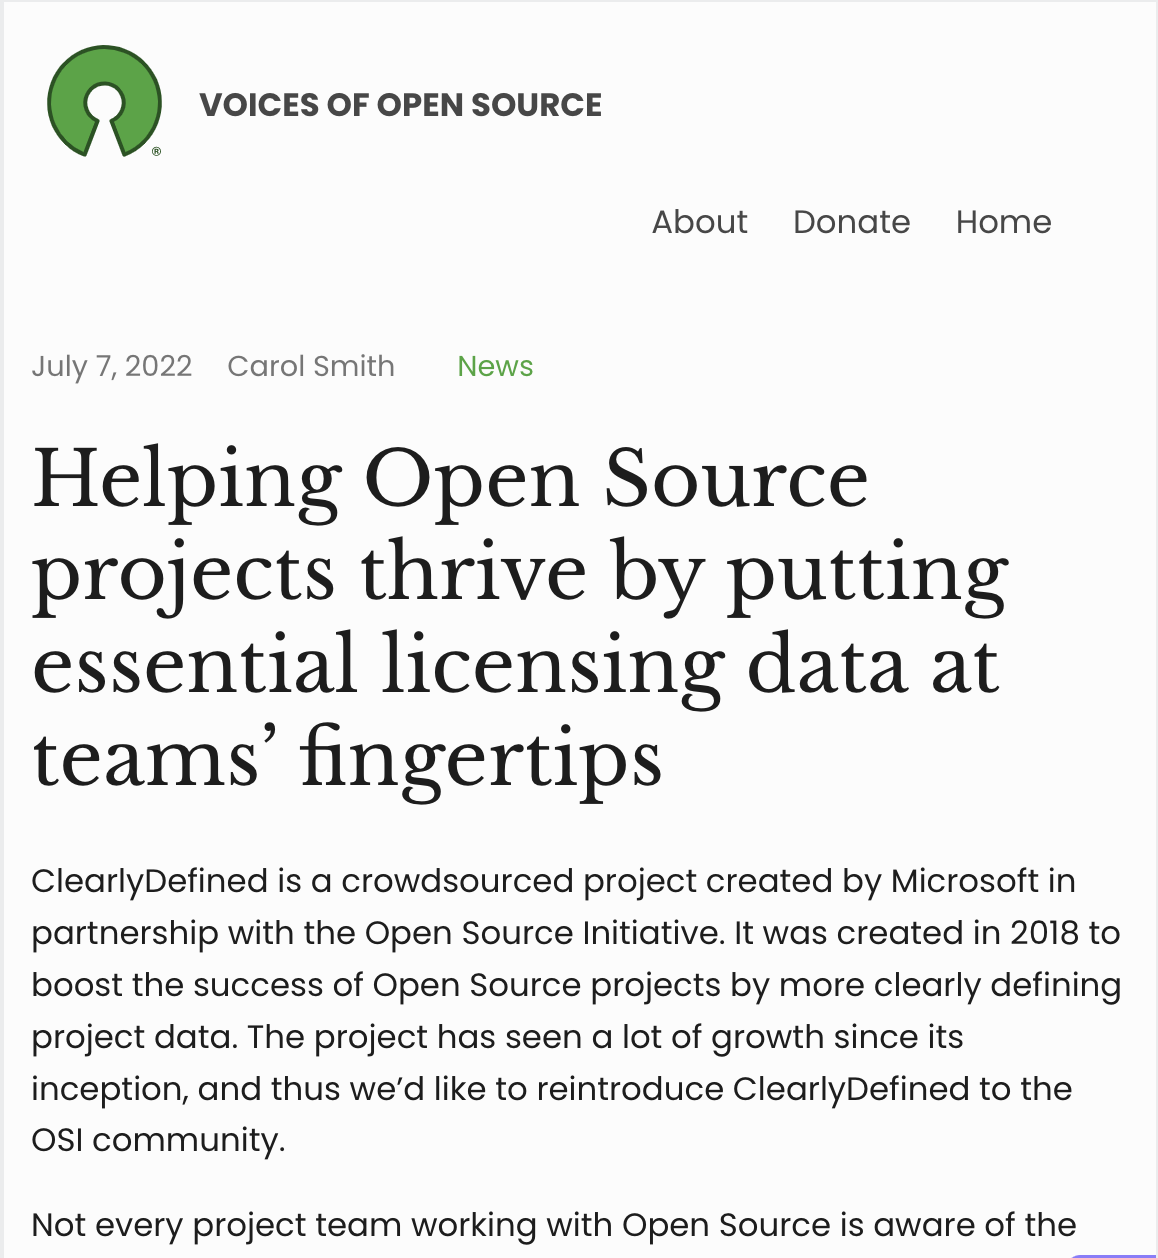 ®
VOICES OF OPEN SOURCE
About Donate Home
July 7, 2022 Carol Smith News
Helping Open Source
projects thrive by putting
essential licensing data at
teams’ fingertips
ClearlyDefined is a crowdsourced project created by Microsoft in
partnership with the Open Source Initiative. It was created in 2018 to
boost the success of Open Source projects by more clearly defining
project data. The project has seen a lot of growth since its
inception, and thus we’d like to reintroduce ClearlyDefined to the
OSI community.
Not every project team working with Open Source is aware of the